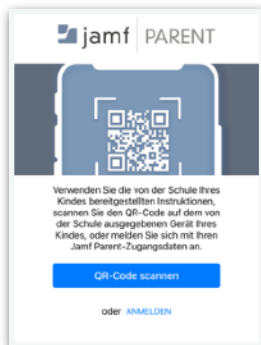 jamf PARENT
Verwenden Sie die von der Schule Ihres
Kindes bereitgestellten Instruktionen,
scannen Sie den QR-Code auf dem von
der Schule ausgegebenen Gerät Ihres
Kindes, oder melden Sie sich mit Ihren
Jamf Parent-Zugangsdaten an.
QR-Code scannen
oder ANMELDEN